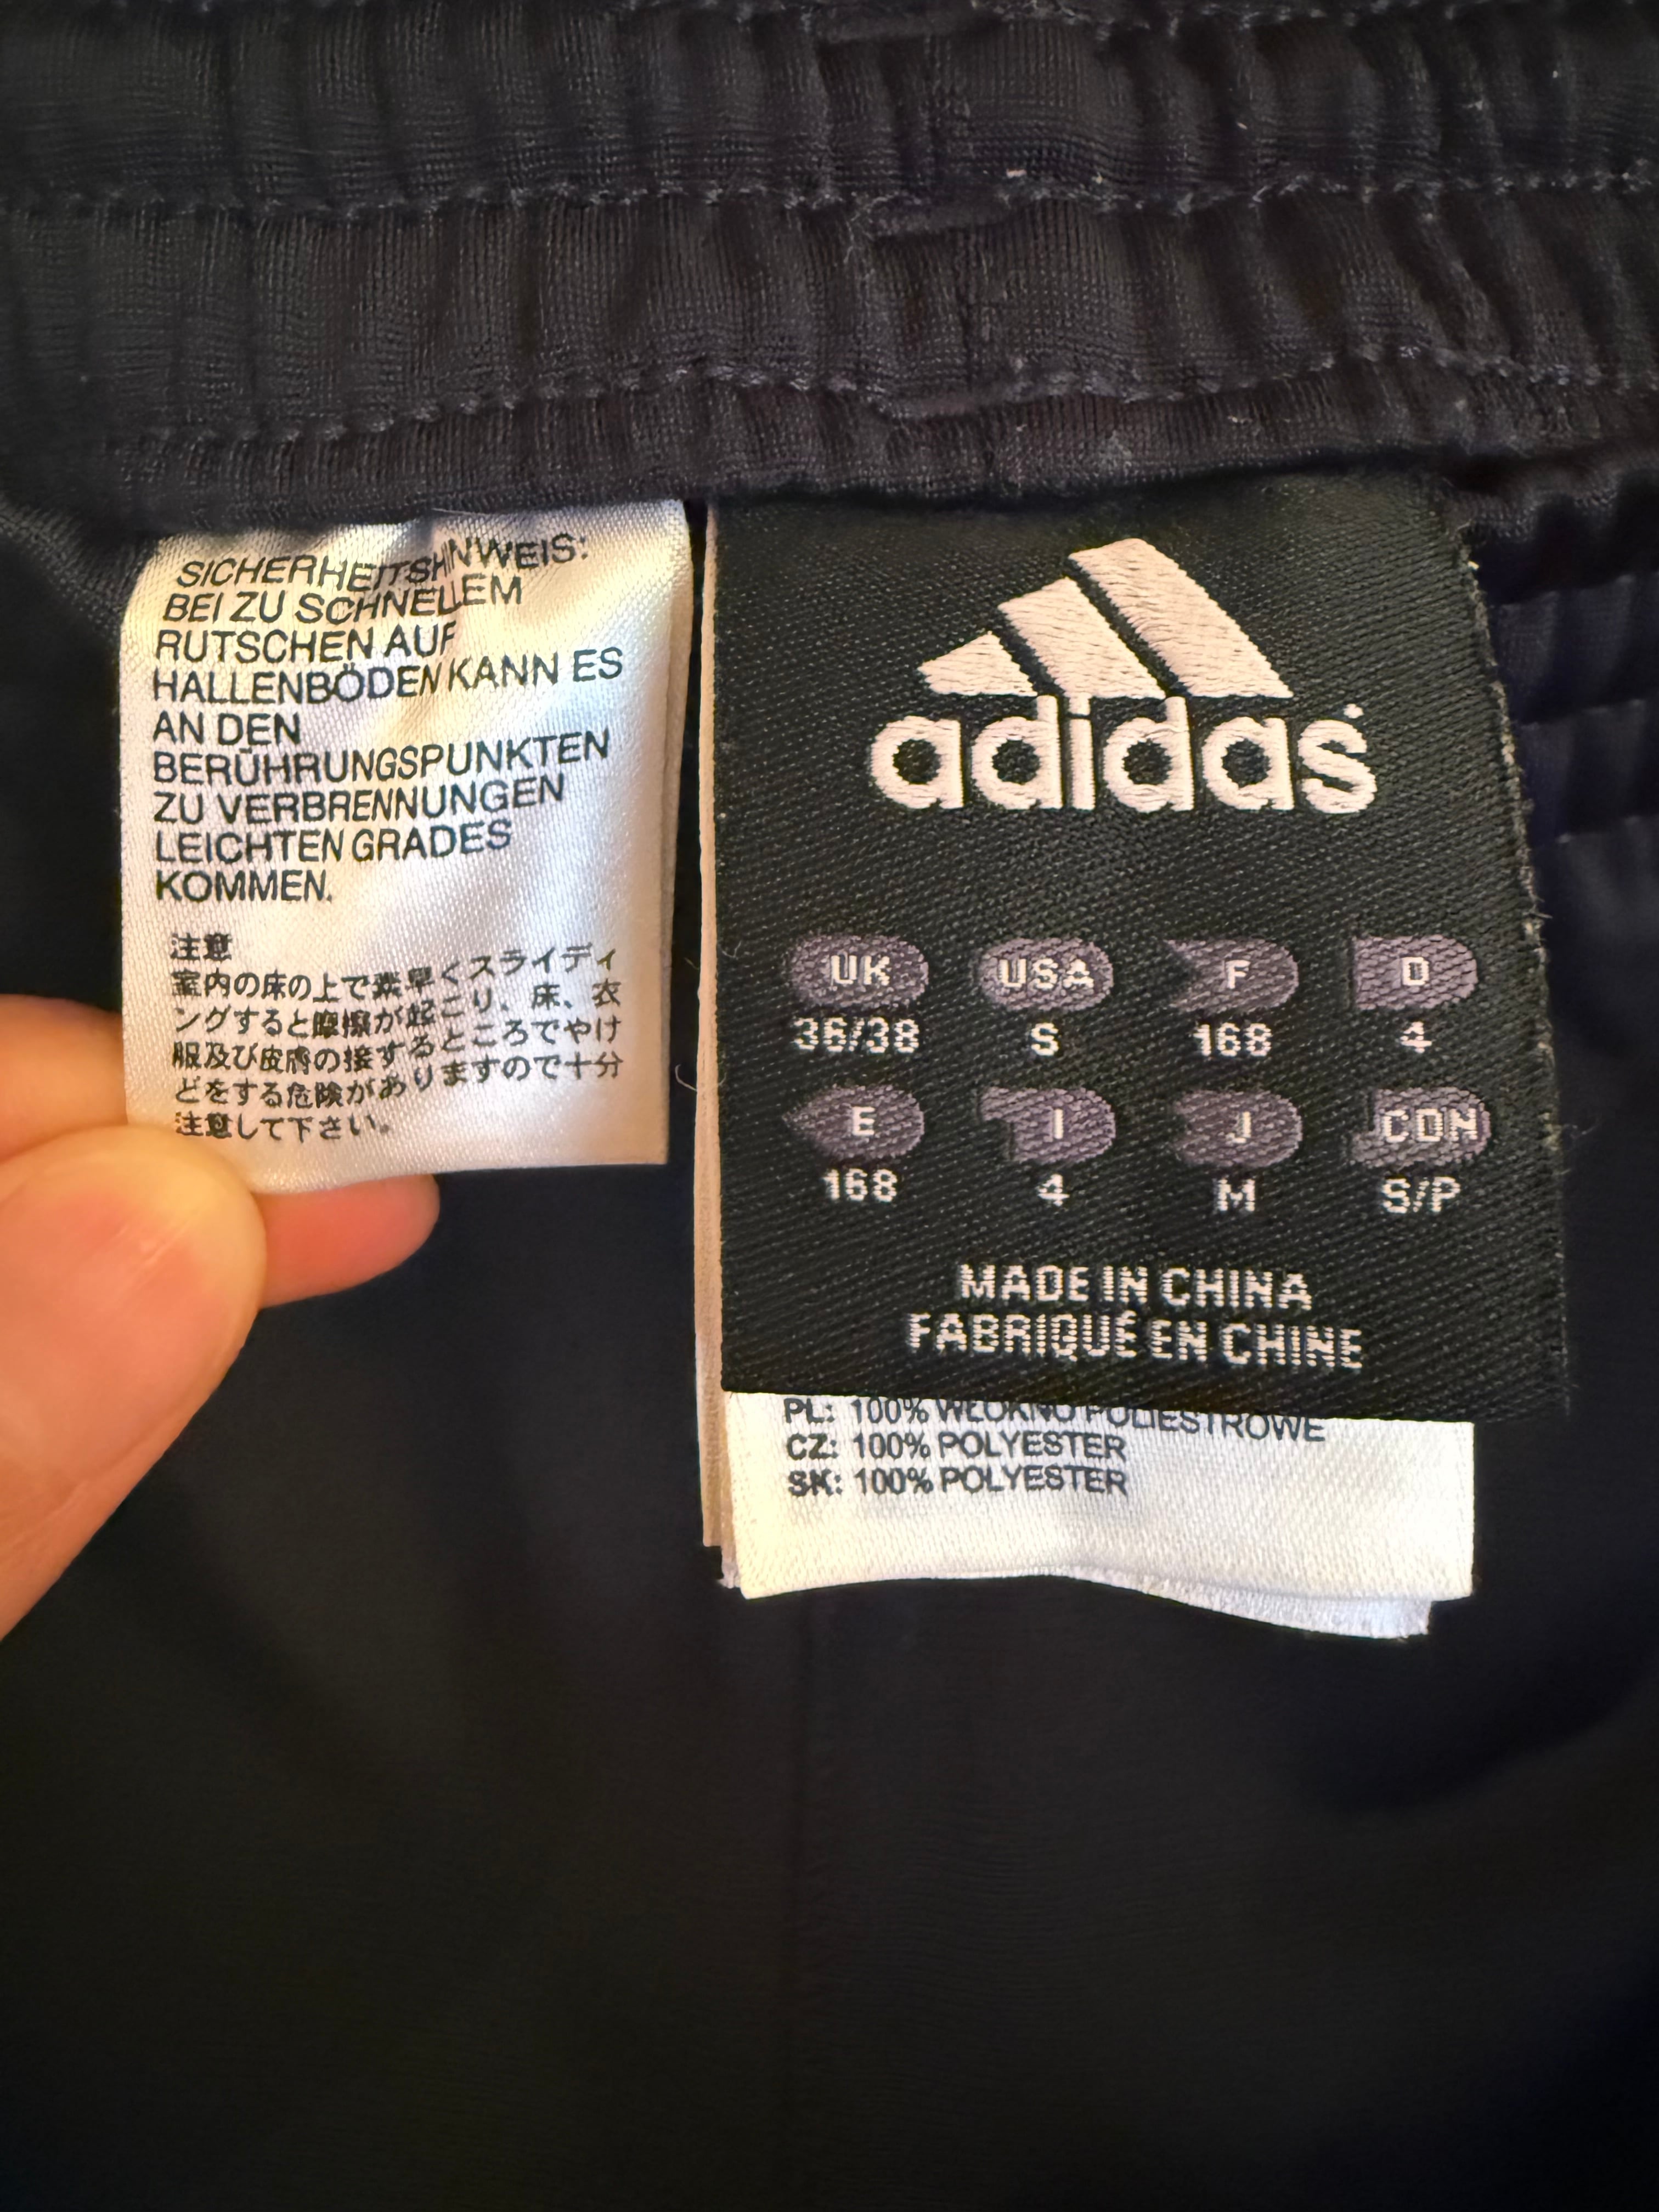 SICHERHEITSHINWEIS:
BEI ZU SCHNELLEM
RUTSCHEN AUF
HALLENBÖDEN KANN ES
AN DEN
BERÜHRUNGSPUNKTEN
ZU VERBRENNUNGEN
LEICHTEN GRADES
KOMMEN.
注意
室内の床の上で素早くスライディ
ングすると摩擦が起こり、床、衣
服及び皮膚の接するところでやけ
どをする危険がありますので十分
注意して下さい。
adidas
UK USA F D
36/38 S 168 4
E I J CDN
168 4 M S/P
MADE IN CHINA
FABRIQUÉ EN CHINE
PL: 100% WŁÓKNO POLIESTROWE
CZ: 100% POLYESTER
SK: 100% POLYESTER